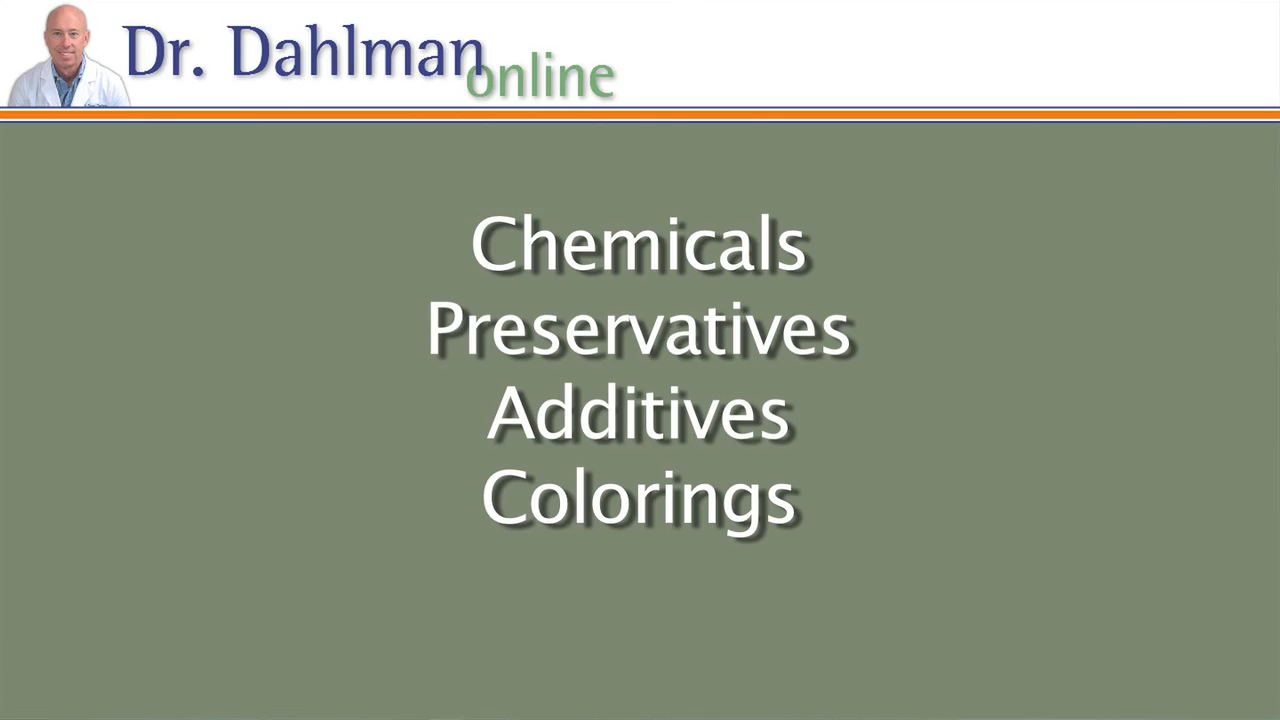 Dr. Dahlman
online
Chemicals
Preservatives
Additives
Colorings